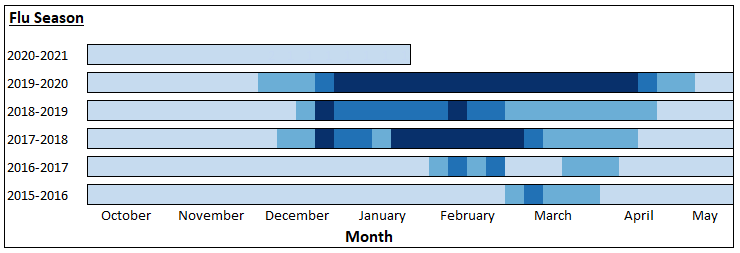 Flu Season
2020-2021
2019-2020
2018-2019
2017-2018
2016-2017
2015-2016
October November December January February March April May
Month